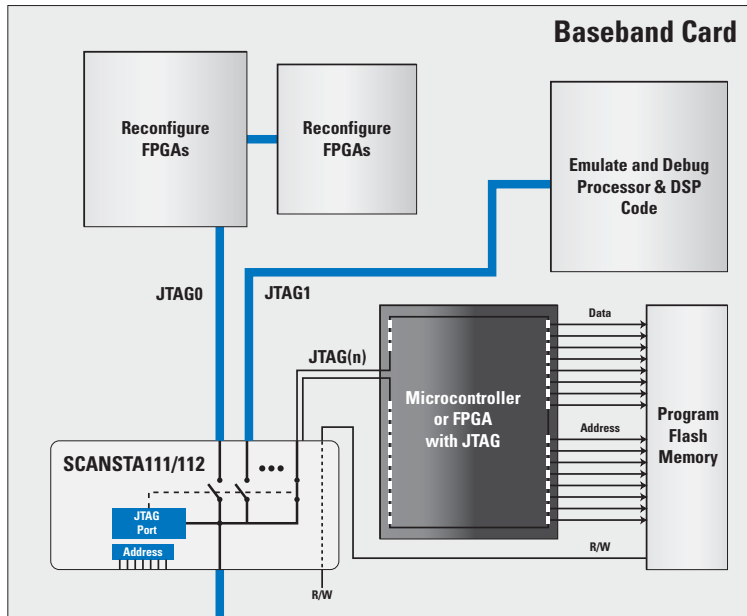 Baseband Card
Reconfigure
FPGAs
Reconfigure
FPGAs
Emulate and Debug
Processor & DSP
Code
JTAG0
JTAG1
JTAG(n)
Data
Microcontroller
or FPGA
with JTAG
Address
Program
Flash
Memory
SCANSTA111/112
JTAG
Port
Address
R/W
R/W